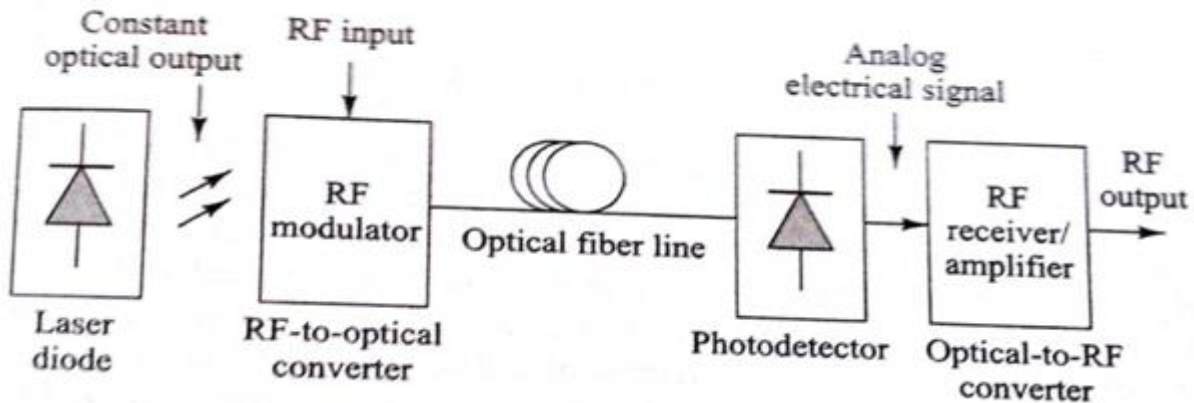 Constant
optical output
RF input
Analog
electrical signal
RF
modulator
Optical fiber line
RF
receiver/
amplifier
RF
output
Laser
diode
RF-to-optical
converter
Photodetector
Optical-to-RF
converter